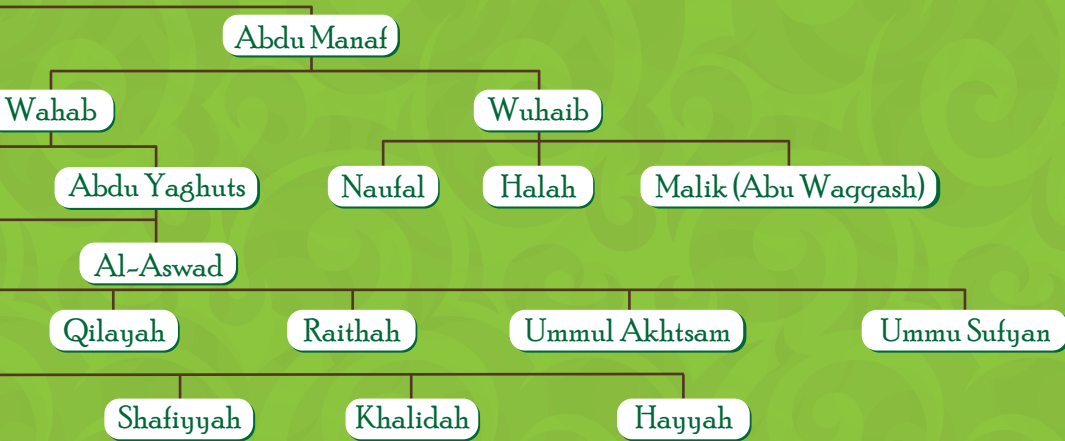 Abdu Manaf
Wahab
Wuhaib
Abdu Yaghuts
Naufal
Halah
Malik (Abu Waqqash)
Al-Aswad
Qilayah
Raithah
Ummul Akhtsam
Ummu Sufyan
Shafiyyah
Khalidah
Hayyah